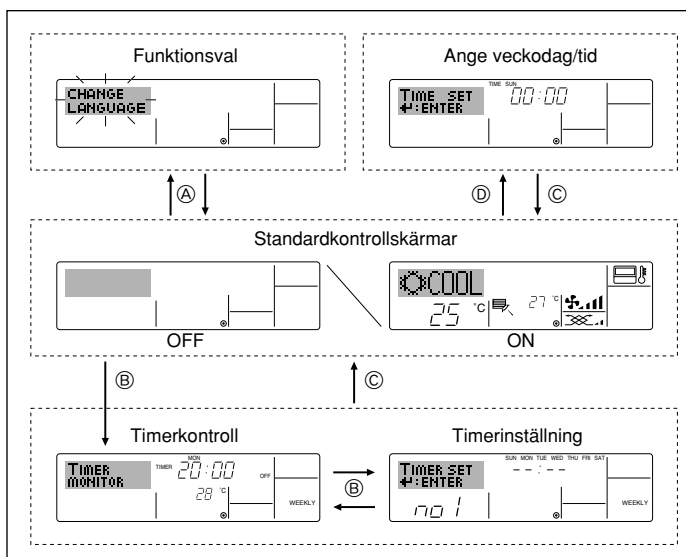 Funktionsval
CHANGE
LANGUAGE
Ange veckodag/tid
TIME SUN
TIME SET 00:00
↵:ENTER
Ⓐ
Ⓓ Ⓒ
Standardkontrollskärmar
COOL
25 °C 27 °C
OFF
ON
Ⓑ
Ⓒ
Timerkontroll
MON
TIMER TIMER 20:00 OFF
MONITOR
28 °C
WEEKLY
Ⓑ
Timerinställning
SUN MON TUE WED THU FRI SAT
TIMER SET --:--
↵:ENTER
no 1
WEEKLY